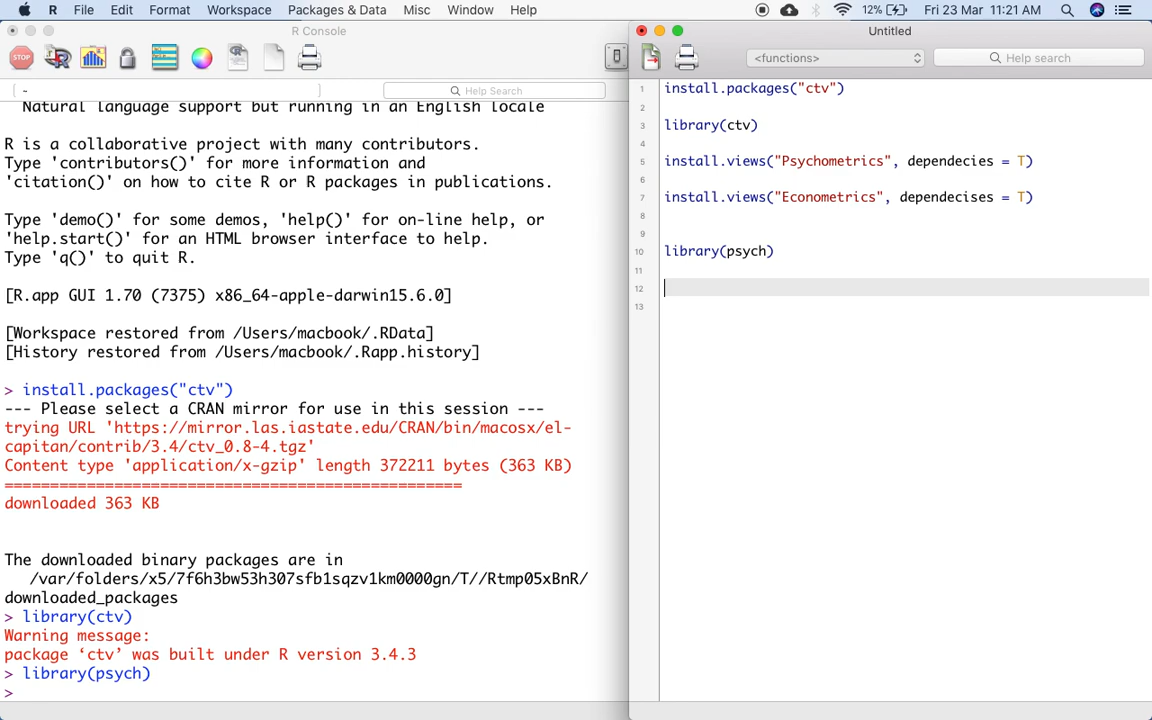 R File Edit Format Workspace Packages & Data Misc Window Help 12% Fri 23 Mar 11:21 AM
R Console
STOP
~ Help Search
Natural language support but running in an English locale
R is a collaborative project with many contributors.
Type 'contributors()' for more information and
'citation()' on how to cite R or R packages in publications.
Type 'demo()' for some demos, 'help()' for on-line help, or
'help.start()' for an HTML browser interface to help.
Type 'q()' to quit R.
[R.app GUI 1.70 (7375) x86_64-apple-darwin15.6.0]
[Workspace restored from /Users/macbook/.RData]
[History restored from /Users/macbook/.Rapp.history]
> install.packages("ctv")
--- Please select a CRAN mirror for use in this session ---
trying URL 'https://mirror.las.iastate.edu/CRAN/bin/macosx/el-
capitan/contrib/3.4/ctv_0.8-4.tgz'
Content type 'application/x-gzip' length 372211 bytes (363 KB)
==================================================
downloaded 363 KB
The downloaded binary packages are in
/var/folders/x5/7f6h3bw53h307sfb1sqzv1km0000gn/T//Rtmp05xBnR/
downloaded_packages
> library(ctv)
Warning message:
package ‘ctv’ was built under R version 3.4.3
> library(psych)
>
Untitled
<functions> Help search
1 install.packages("ctv")
2
3 library(ctv)
4
5 install.views("Psychometrics", dependecies = T)
6
7 install.views("Econometrics", dependecises = T)
8
9
10 library(psych)
11
12
13